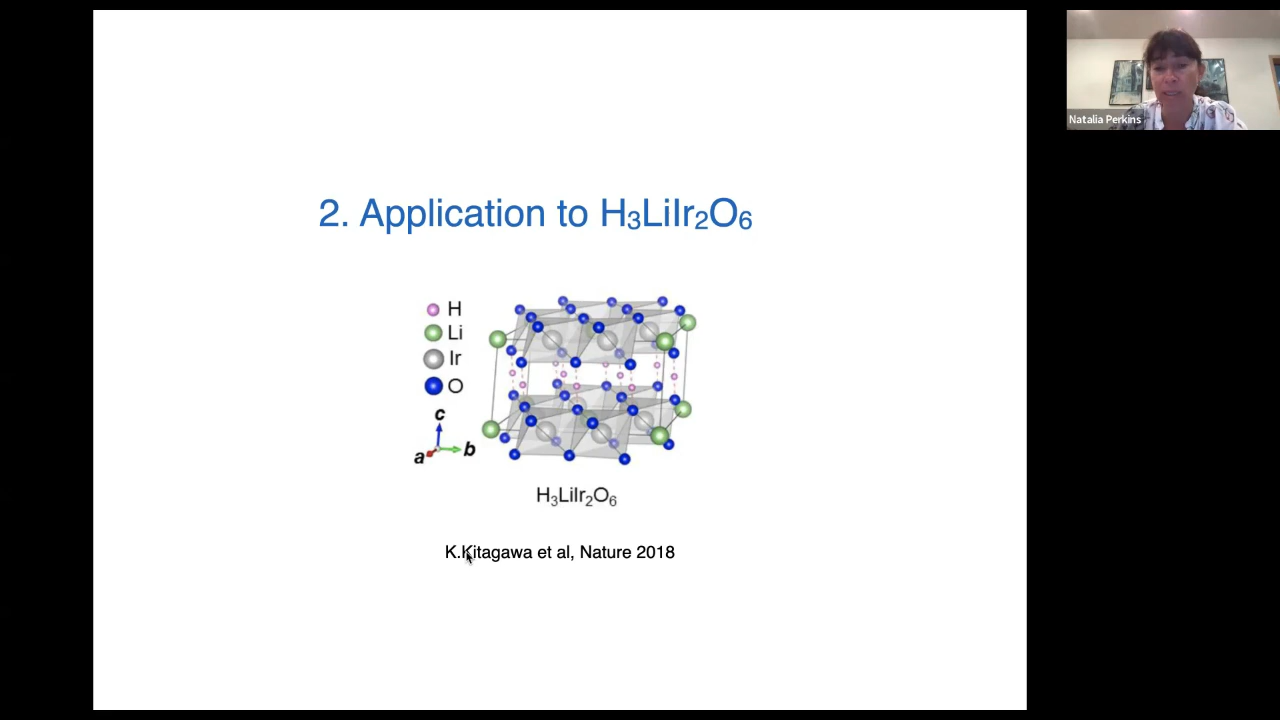 2. Application to H₃LiIr₂O₆
H
Li
Ir
O
c
a
b
H₃LiIr₂O₆
K.Kitagawa et al, Nature 2018
Natalia Perkins